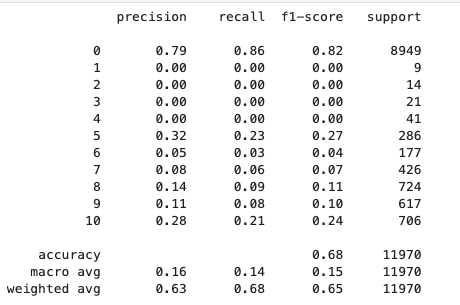 precision recall f1-score support
0 0.79 0.86 0.82 8949
1 0.00 0.00 0.00 9
2 0.00 0.00 0.00 14
3 0.00 0.00 0.00 21
4 0.00 0.00 0.00 41
5 0.32 0.23 0.27 286
6 0.05 0.03 0.04 177
7 0.08 0.06 0.07 426
8 0.14 0.09 0.11 724
9 0.11 0.08 0.10 617
10 0.28 0.21 0.24 706
accuracy 0.68 11970
macro avg 0.16 0.14 0.15 11970
weighted avg 0.63 0.68 0.65 11970